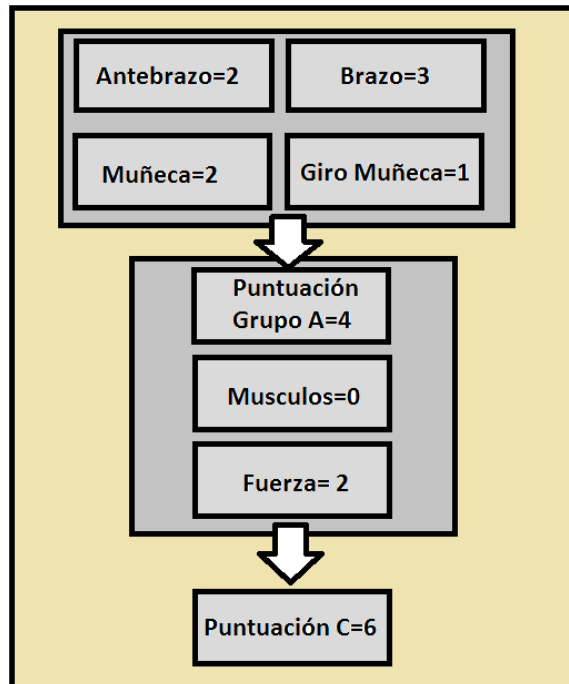 Antebrazo=2
Brazo=3
Muñeca=2
Giro Muñeca=1
Puntuación
Grupo A=4
Musculos=0
Fuerza= 2
Puntuación C=6